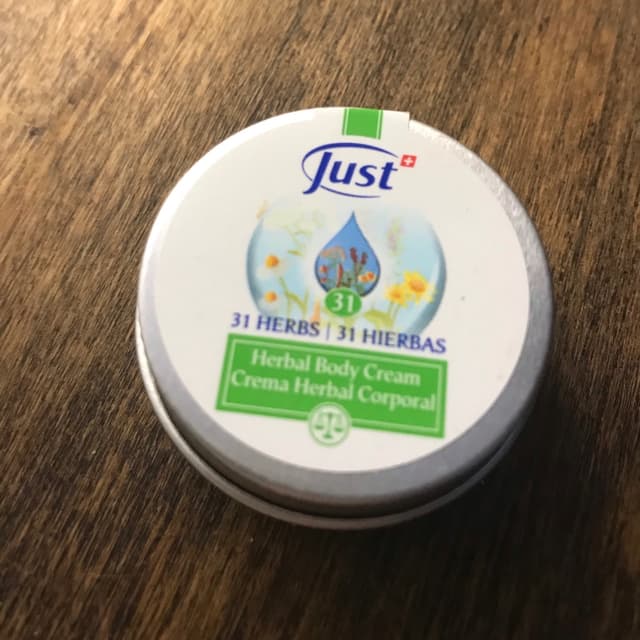 Just
31
31 HERBS | 31 HIERBAS
Herbal Body Cream
Crema Herbal Corporal